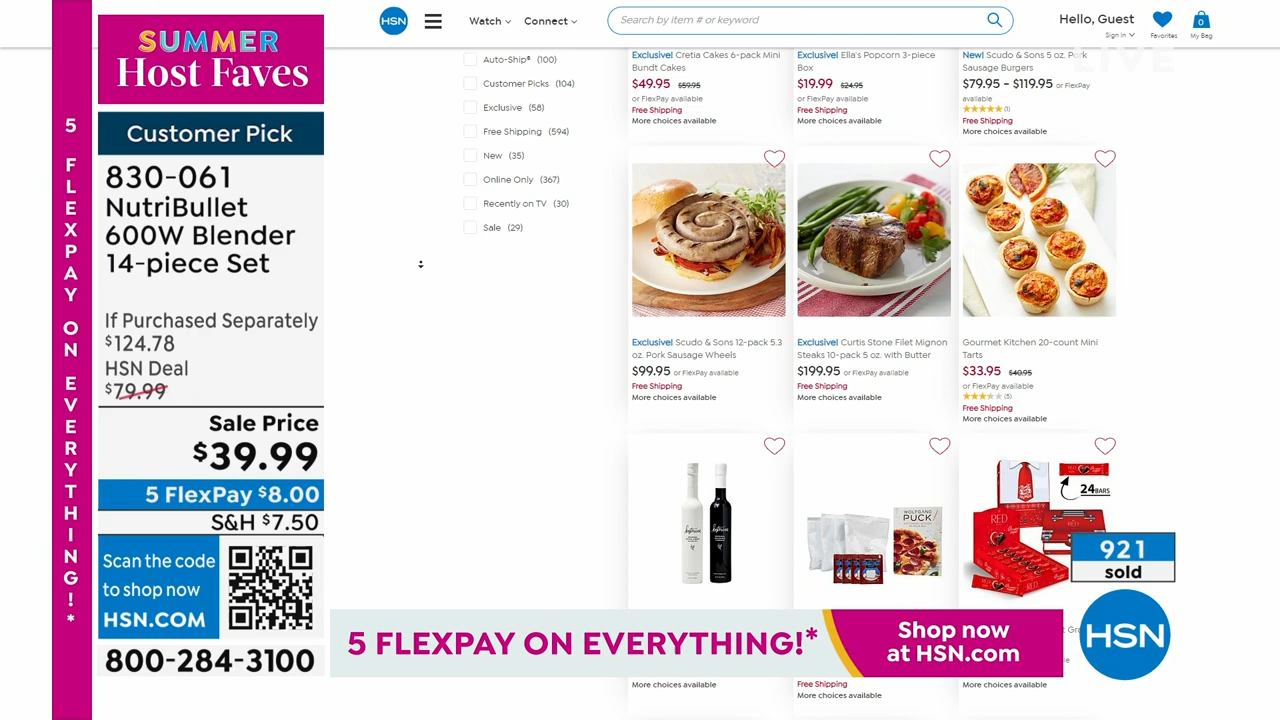 SUMMER
Host Faves
5 FLEXPAY ON EVERYTHING!*
Customer Pick
830-061
NutriBullet
600W Blender
14-piece Set
If Purchased Separately
$124.78
HSN Deal
$79.99
Sale Price
$39.99
5 FlexPay $8.00
S&H $7.50
Scan the code
to shop now
HSN.COM
800-284-3100
HSN
Watch
Connect
Search by item # or keyword
Hello, Guest
Sign In
Favorites
0
My Bag
LIVE
Auto-Ship® (100)
Customer Picks (104)
Exclusive (58)
Free Shipping (594)
New (35)
Online Only (367)
Recently on TV (30)
Sale (29)
Exclusive! Cretia Cakes 6-pack Mini
Bundt Cakes
$49.95 $59.95
or FlexPay available
Free Shipping
More choices available
Exclusive! Ella's Popcorn 3-piece
Box
$19.99 $24.95
or FlexPay available
Free Shipping
More choices available
New! Scudo & Sons 5 oz. Pork
Sausage Burgers
$79.95 - $119.95 or FlexPay
available
(1)
Free Shipping
More choices available
Exclusive! Scudo & Sons 12-pack 5.3
oz. Pork Sausage Wheels
$99.95 or FlexPay available
Free Shipping
More choices available
Exclusive! Curtis Stone Filet Mignon
Steaks 10-pack 5 oz. with Butter
$199.95 or FlexPay available
Free Shipping
More choices available
Gourmet Kitchen 20-count Mini
Tarts
$33.95 $40.95
or FlexPay available
(5)
Free Shipping
More choices available
WOLFGANG
PUCK
24 BARS
RED
921
sold
5 FLEXPAY ON EVERYTHING!*
Shop now
at HSN.com
HSN
More choices available
Free Shipping
More choices available
More choices available